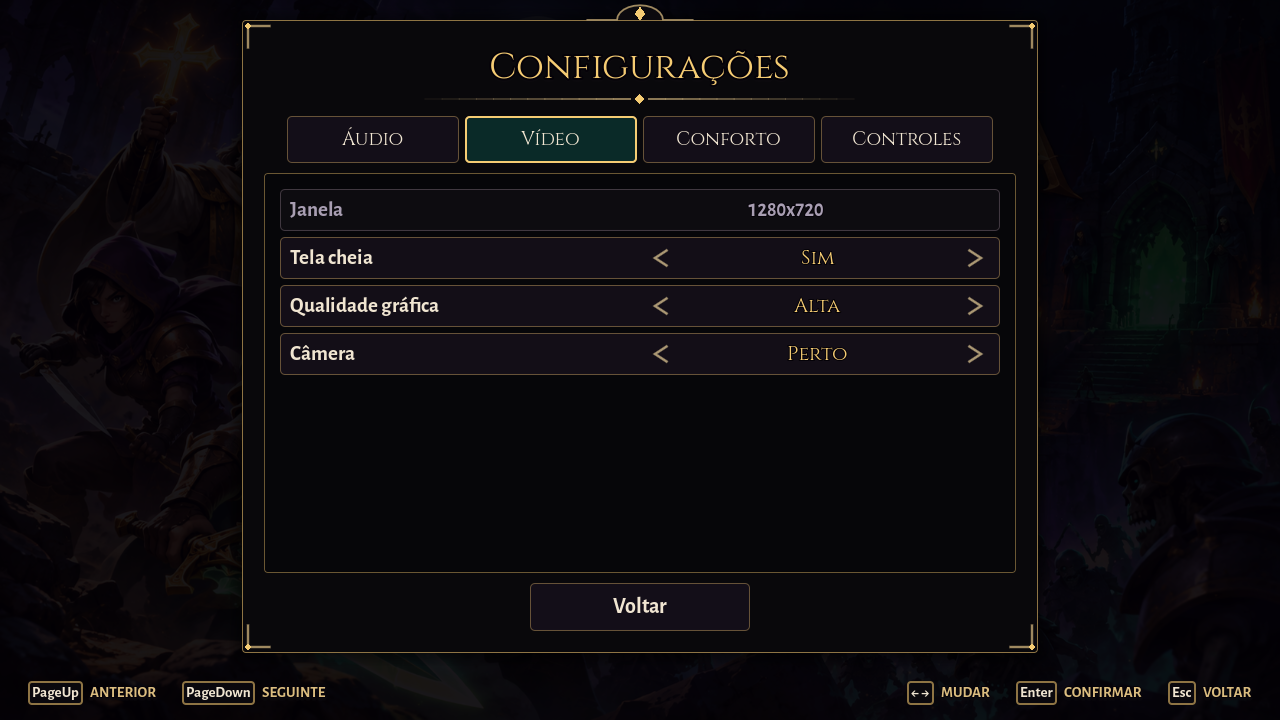 Configurações
Áudio
Vídeo
Conforto
Controles
Janela 1280x720
Tela cheia < Sim >
Qualidade gráfica < Alta >
Câmera < Perto >
Voltar
PageUp ANTERIOR PageDown SEGUINTE ←→ MUDAR Enter CONFIRMAR Esc VOLTAR